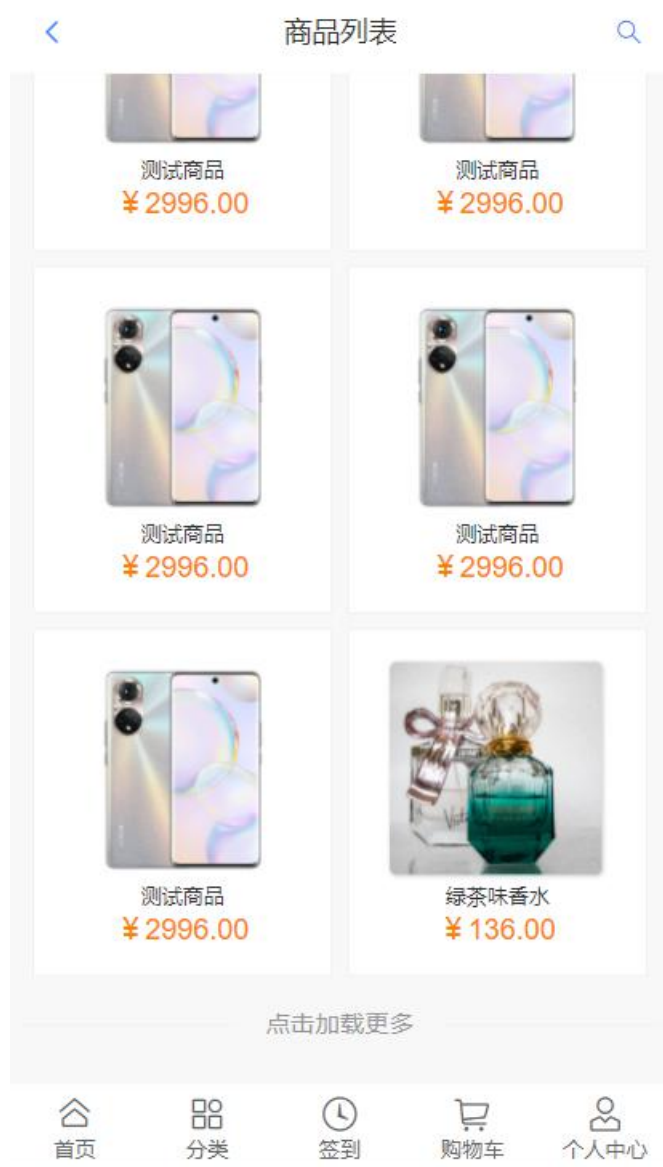 商品列表
测试商品 测试商品
¥2996.00 ¥2996.00
测试商品 测试商品
¥2996.00 ¥2996.00
测试商品 绿茶味香水
¥2996.00 ¥136.00
点击加载更多
首页 分类 签到 购物车 个人中心